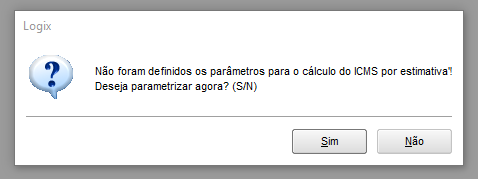 Logix
Não foram definidos os parâmetros para o cálculo do ICMS por estimativa'!
Deseja parametrizar agora? (S/N)
Sim
Não